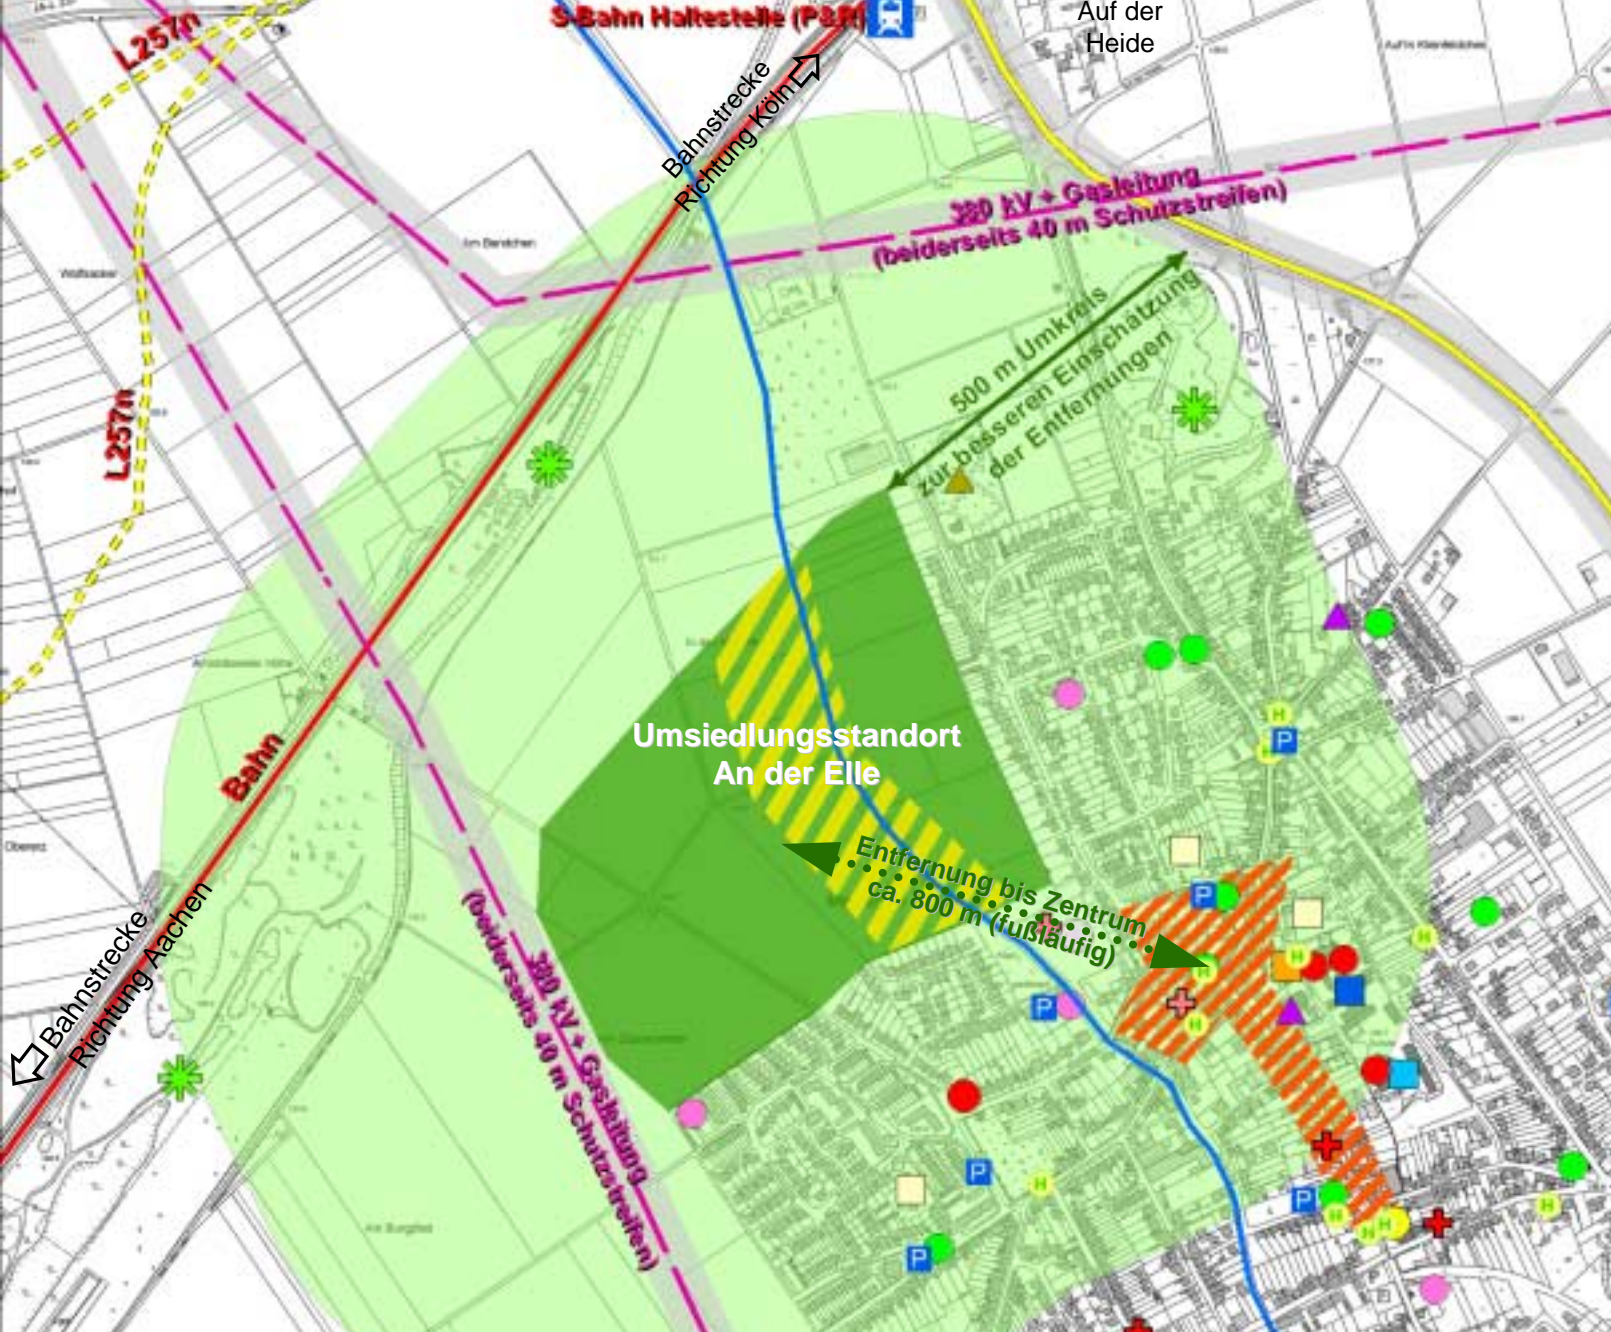 S-Bahn Haltestelle (P&R)
Auf der
Heide
L257n
Bahnstrecke
Richtung Köln
380 kV + Gasleitung
(beiderseits 40 m Schutzstreifen)
Am Bendchen
500 m Umkreis
zur besseren Einschätzung
der Entfernungen
L257n
Bahn
Umsiedlungsstandort
An der Elle
Entfernung bis Zentrum
ca. 800 m (fußläufig)
Bahnstrecke
Richtung Aachen
380 kV + Gasleitung
(beiderseits 40 m Schutzstreifen)
H
P
H
P
H
H
H
H
P
P
H
P
H
H
H
H
P